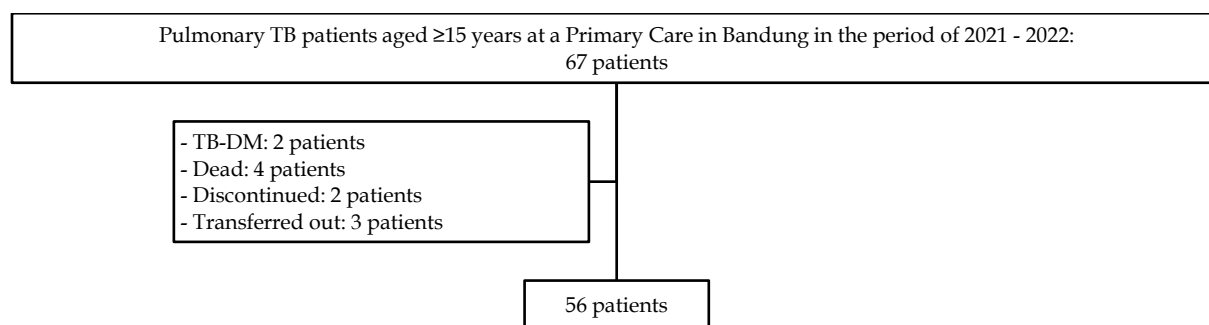 Pulmonary TB patients aged ≥15 years at a Primary Care in Bandung in the period of 2021 - 2022:
67 patients
- TB-DM: 2 patients
- Dead: 4 patients
- Discontinued: 2 patients
- Transferred out: 3 patients
56 patients